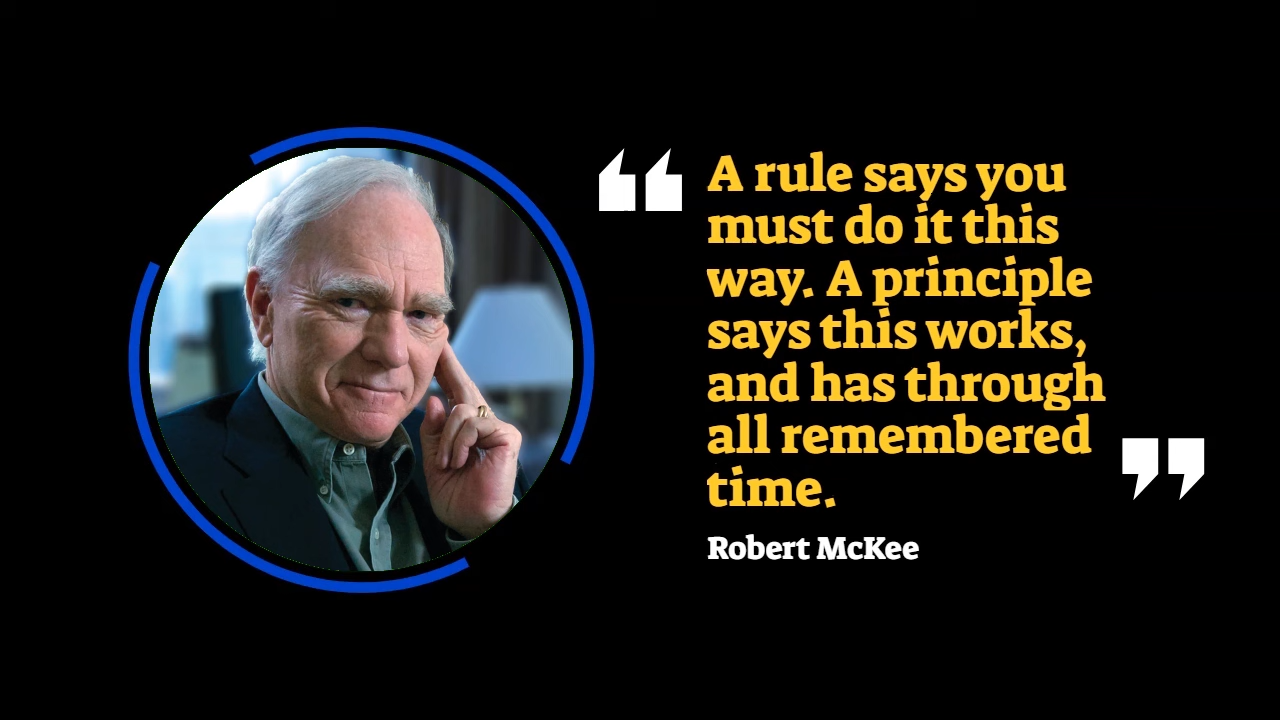 “
A rule says you
must do it this
way. A principle
says this works,
and has through
all remembered
time.
”
Robert McKee